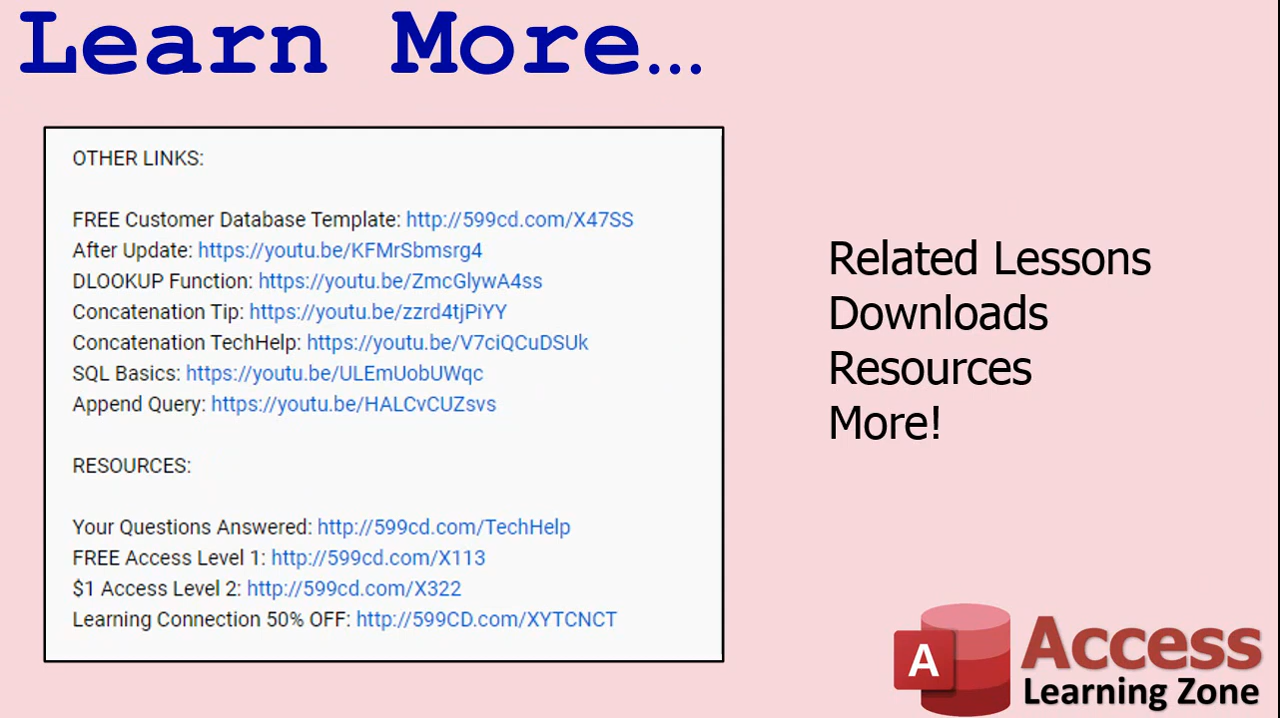 Learn More...
OTHER LINKS:
FREE Customer Database Template: http://599cd.com/X47SS
After Update: https://youtu.be/KFMrSbmsrg4
DLOOKUP Function: https://youtu.be/ZmcGlywA4ss
Concatenation Tip: https://youtu.be/zzrd4tjPiYY
Concatenation TechHelp: https://youtu.be/V7ciQCuDSUk
SQL Basics: https://youtu.be/ULEmUobUWqc
Append Query: https://youtu.be/HALCvCUZsvs
RESOURCES:
Your Questions Answered: http://599cd.com/TechHelp
FREE Access Level 1: http://599cd.com/X113
$1 Access Level 2: http://599cd.com/X322
Learning Connection 50% OFF: http://599CD.com/XYTCNCT
Related Lessons
Downloads
Resources
More!
A
Access
Learning Zone